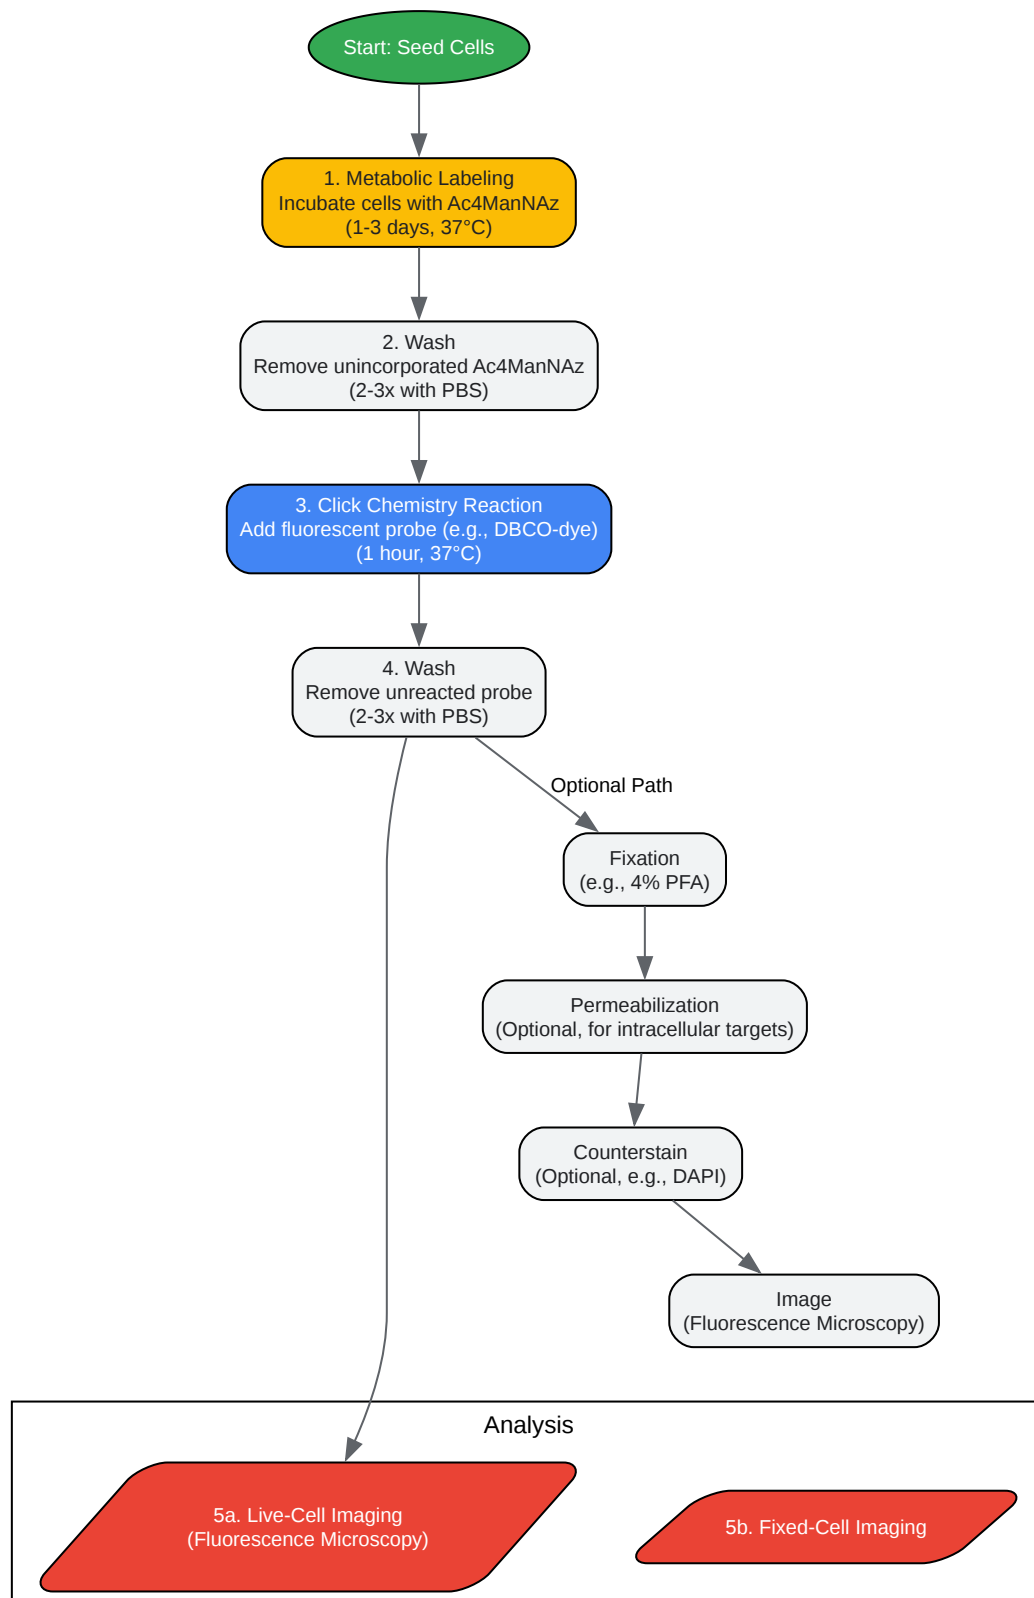 Start: Seed Cells
1. Metabolic Labeling
Incubate cells with Ac4ManNAz
(1-3 days, 37°C)
2. Wash
Remove unincorporated Ac4ManNAz
(2-3x with PBS)
3. Click Chemistry Reaction
Add fluorescent probe (e.g., DBCO-dye)
(1 hour, 37°C)
4. Wash
Remove unreacted probe
(2-3x with PBS)
Optional Path
Fixation
(e.g., 4% PFA)
Permeabilization
(Optional, for intracellular targets)
Counterstain
(Optional, e.g., DAPI)
Image
(Fluorescence Microscopy)
Analysis
5a. Live-Cell Imaging
(Fluorescence Microscopy)
5b. Fixed-Cell Imaging